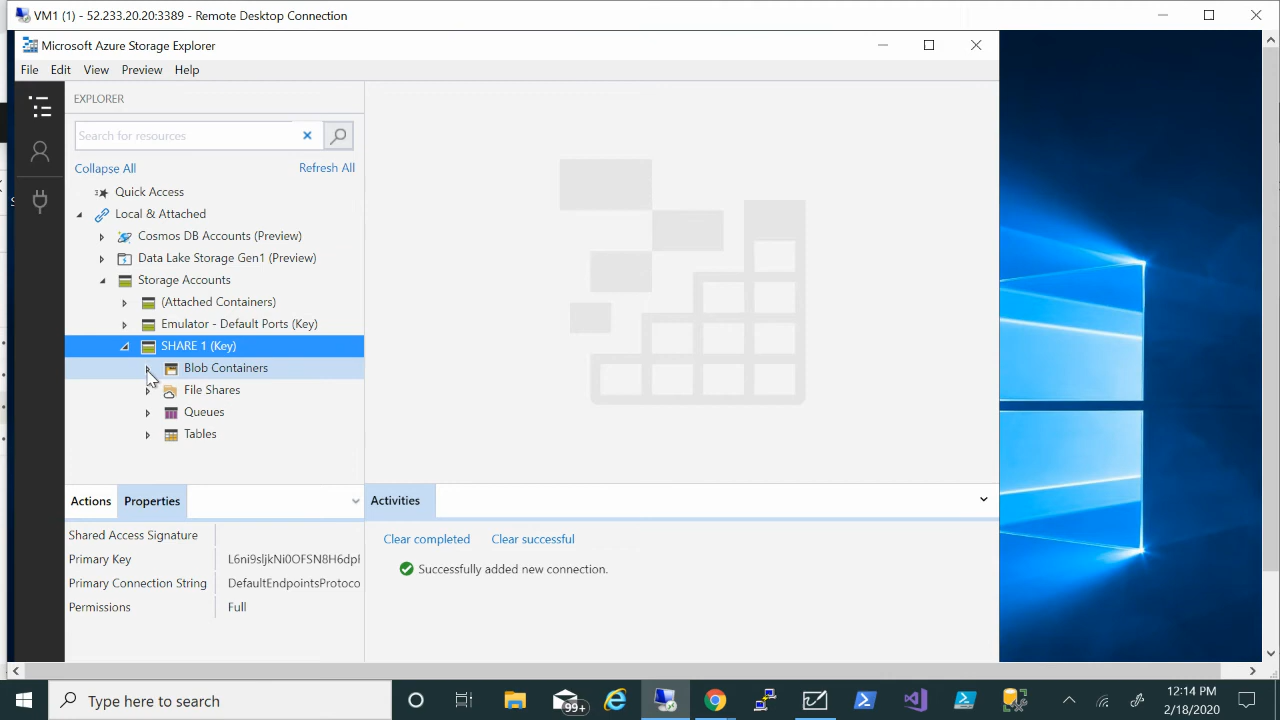 VM1 (1) - 52.233.20.20:3389 - Remote Desktop Connection
Microsoft Azure Storage Explorer
File Edit View Preview Help
EXPLORER
Search for resources
Collapse All Refresh All
Quick Access
Local & Attached
Cosmos DB Accounts (Preview)
Data Lake Storage Gen1 (Preview)
Storage Accounts
(Attached Containers)
Emulator - Default Ports (Key)
SHARE 1 (Key)
Blob Containers
File Shares
Queues
Tables
Actions Properties Activities
Shared Access Signature
Clear completed Clear successful
Primary Key
Successfully added new connection.
Primary Connection String DefaultEndpointsProtoco
Permissions Full
Type here to search
99+
12:14 PM
2/18/2020